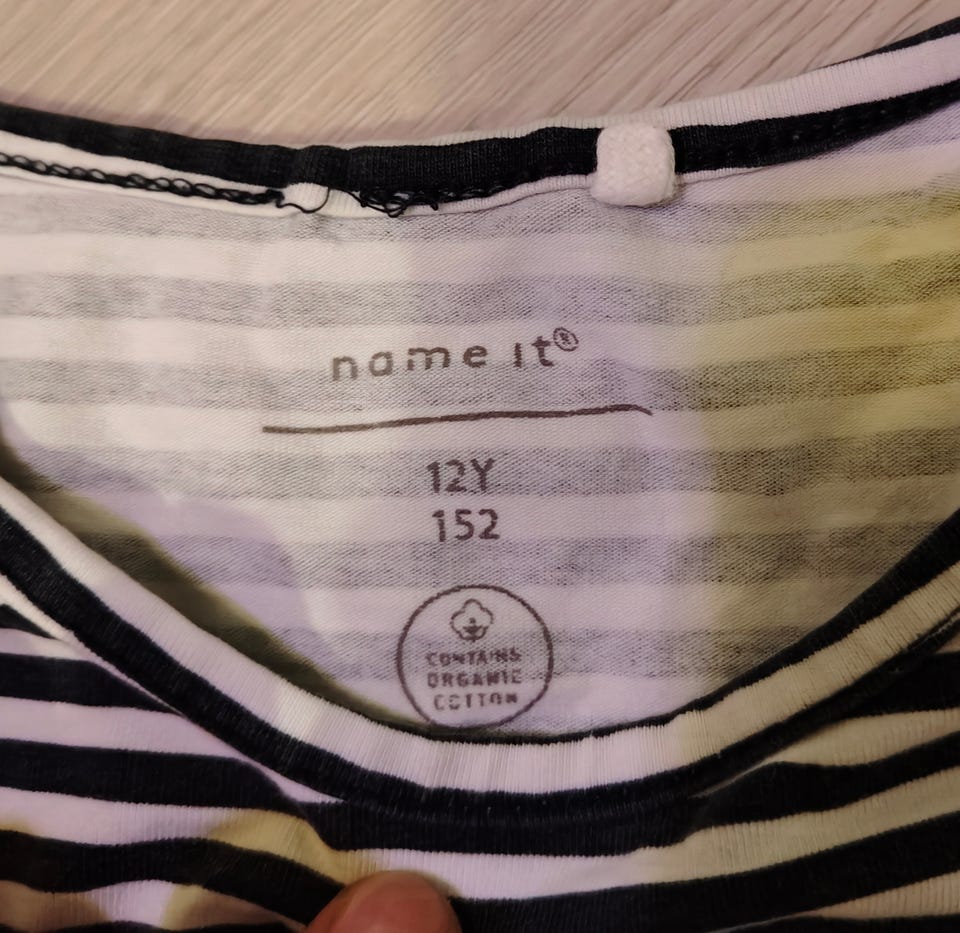 name it®
12Y
152
CONTAINS
ORGANIC
COTTON